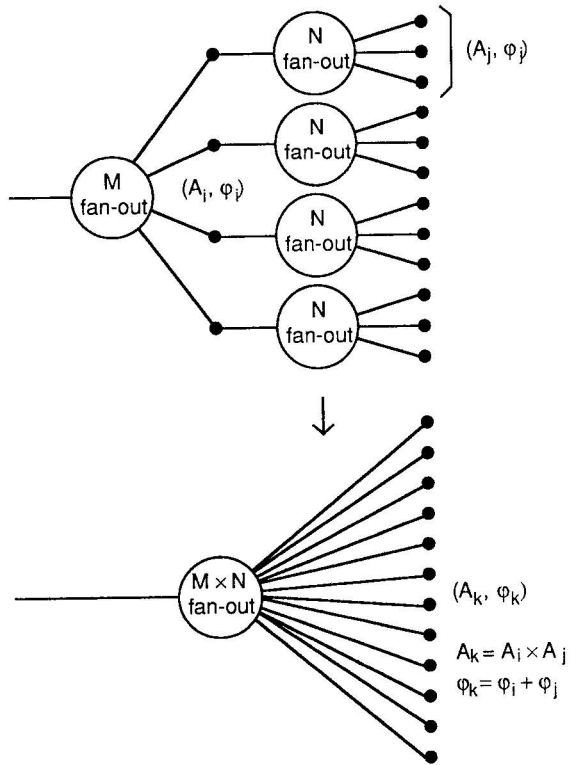 N
fan-out
(Aⱼ, φⱼ)
N
fan-out
M
fan-out
(Aᵢ, φᵢ)
N
fan-out
N
fan-out
M × N
fan-out
(Aₖ, φₖ)
Aₖ = Aᵢ × Aⱼ
φₖ = φᵢ + φⱼ